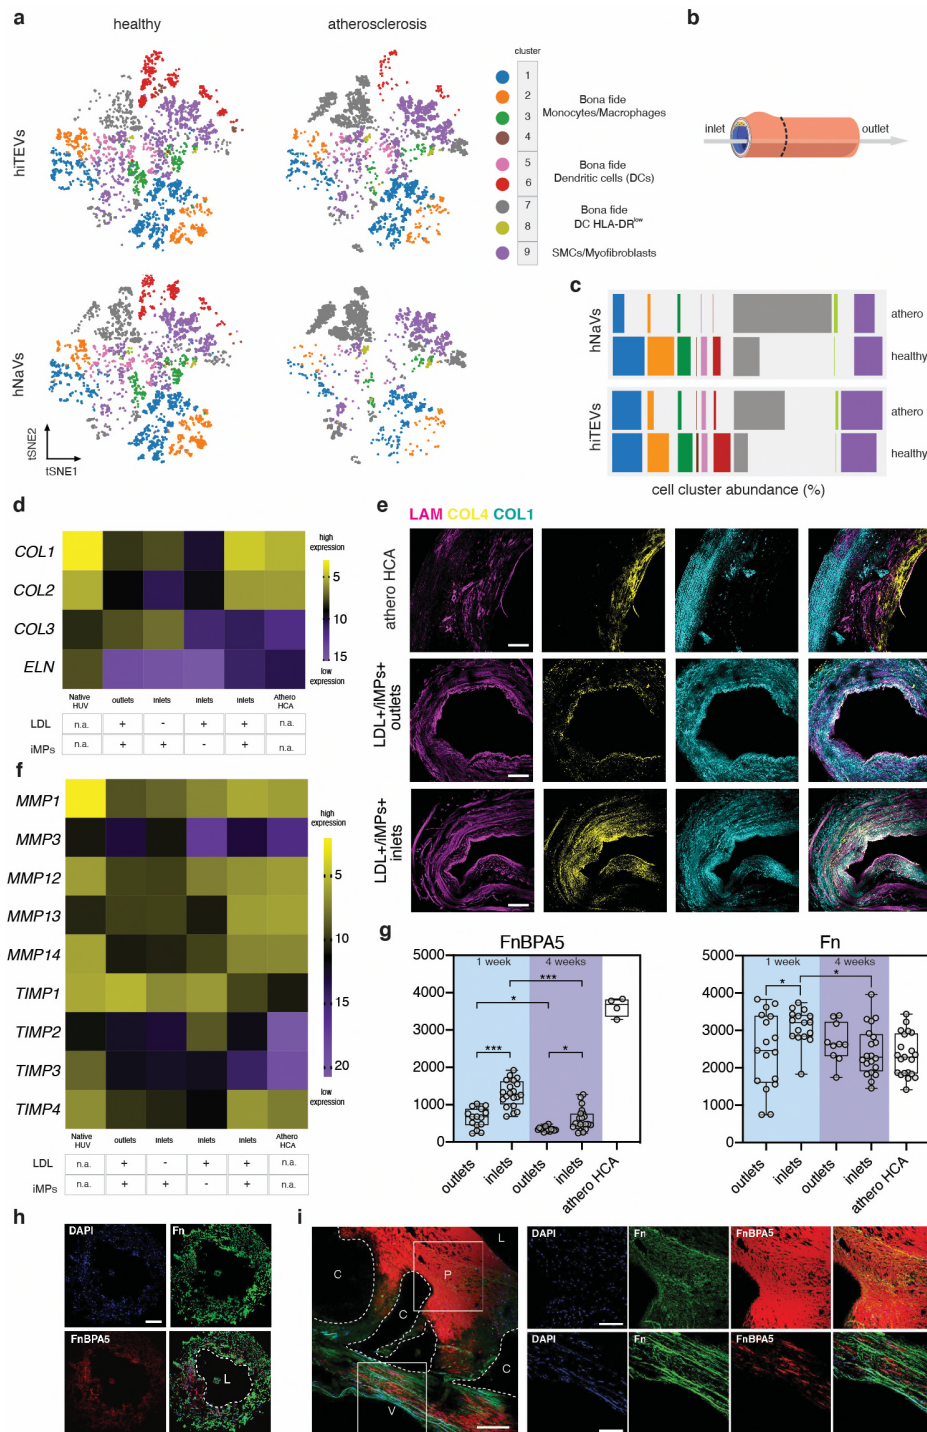 a
healthy
atherosclerosis
hiTEVs
hNaVs
tSNE2
tSNE1
cluster
1
2
3
4
Bona fide
Monocytes/Macrophages
5
6
Bona fide
Dendritic cells (DCs)
7
8
Bona fide
DC HLA-DRlow
9
SMCs/Myofibroblasts
b
inlet
outlet
c
hNaVs
athero
healthy
hiTEVs
athero
healthy
cell cluster abundance (%)
d
COL1
COL2
COL3
ELN
high
expression
5
10
15
low
expression
Native
HUV
outlets
inlets
inlets
inlets
Athero
HCA
LDL n.a. + - + + n.a.
iMPs n.a. + + - + n.a.
e
LAM COL4 COL1
athero HCA
LDL+/iMPs+
outlets
LDL+/iMPs+
inlets
f
MMP1
MMP3
MMP12
MMP13
MMP14
TIMP1
TIMP2
TIMP3
TIMP4
high
expression
5
10
15
20
low
expression
Native
HUV
outlets
inlets
inlets
inlets
Athero
HCA
LDL n.a. + - + + n.a.
iMPs n.a. + + - + n.a.
g
FnBPA5
5000
4000
3000
2000
1000
0
1 week
4 weeks
***
*
***
*
outlets
inlets
outlets
inlets
athero HCA
Fn
5000
4000
3000
2000
1000
0
1 week
4 weeks
*
*
outlets
inlets
outlets
inlets
athero HCA
h
DAPI
Fn
FnBPA5
L
i
L
C
P
C
C
V
DAPI
Fn
FnBPA5
DAPI
Fn
FnBPA5